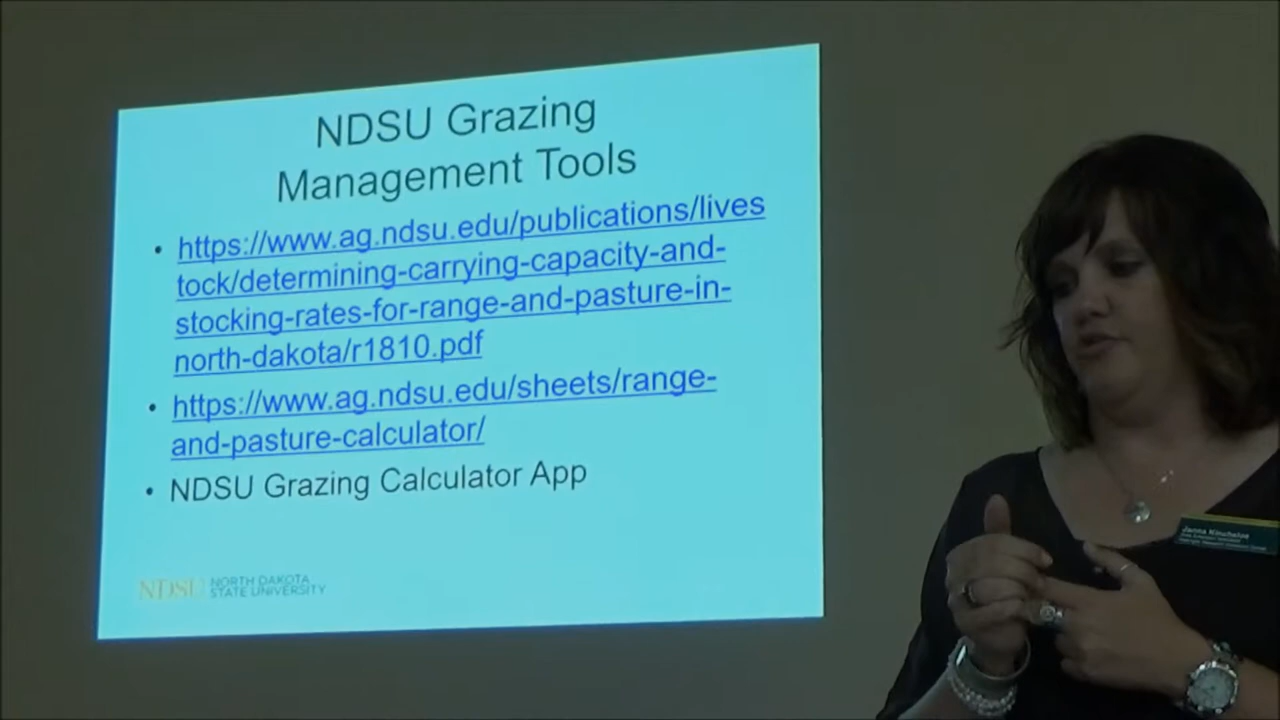 NDSU Grazing
Management Tools
• https://www.ag.ndsu.edu/publications/lives
tock/determining-carrying-capacity-and-
stocking-rates-for-range-and-pasture-in-
north-dakota/r1810.pdf
• https://www.ag.ndsu.edu/sheets/range-
and-pasture-calculator/
• NDSU Grazing Calculator App
NDSU NORTH DAKOTA
STATE UNIVERSITY